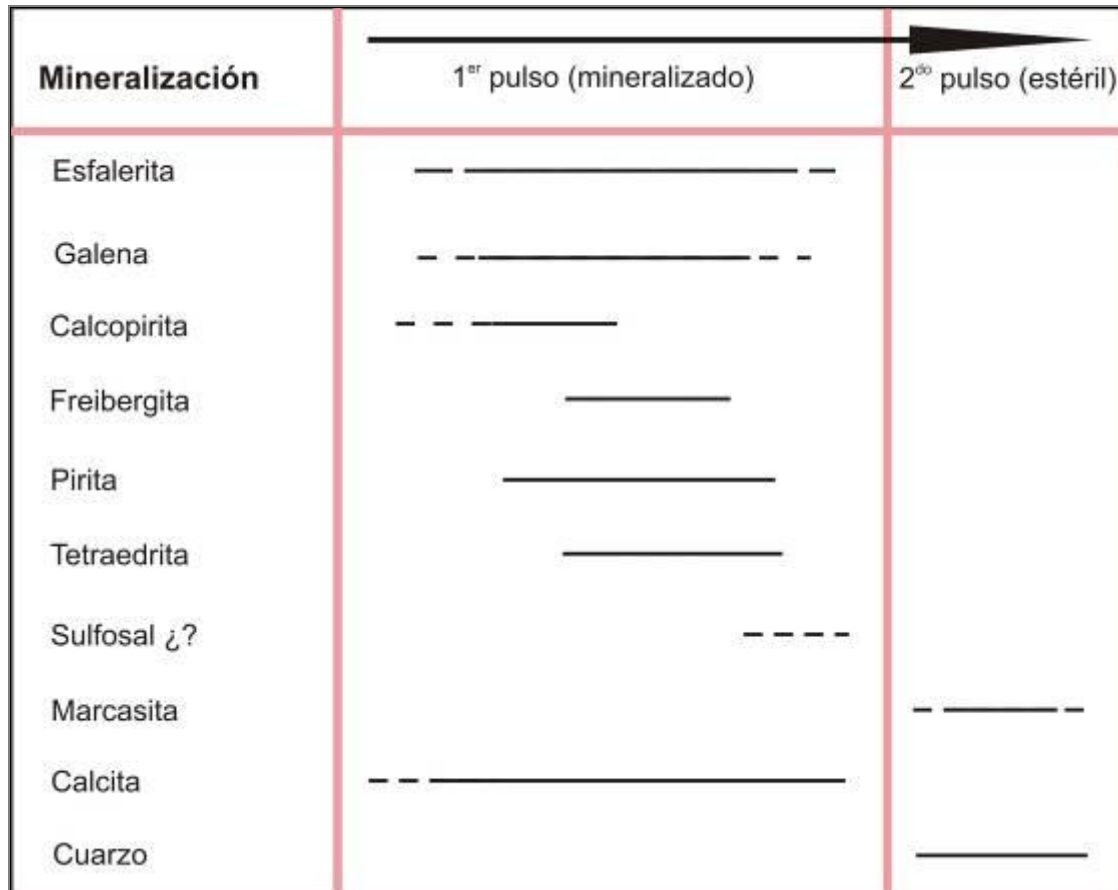 Mineralización
1er pulso (mineralizado)
2do pulso (estéril)
Esfalerita
Galena
Calcopirita
Freibergita
Pirita
Tetraedrita
Sulfosal ¿?
Marcasita
Calcita
Cuarzo